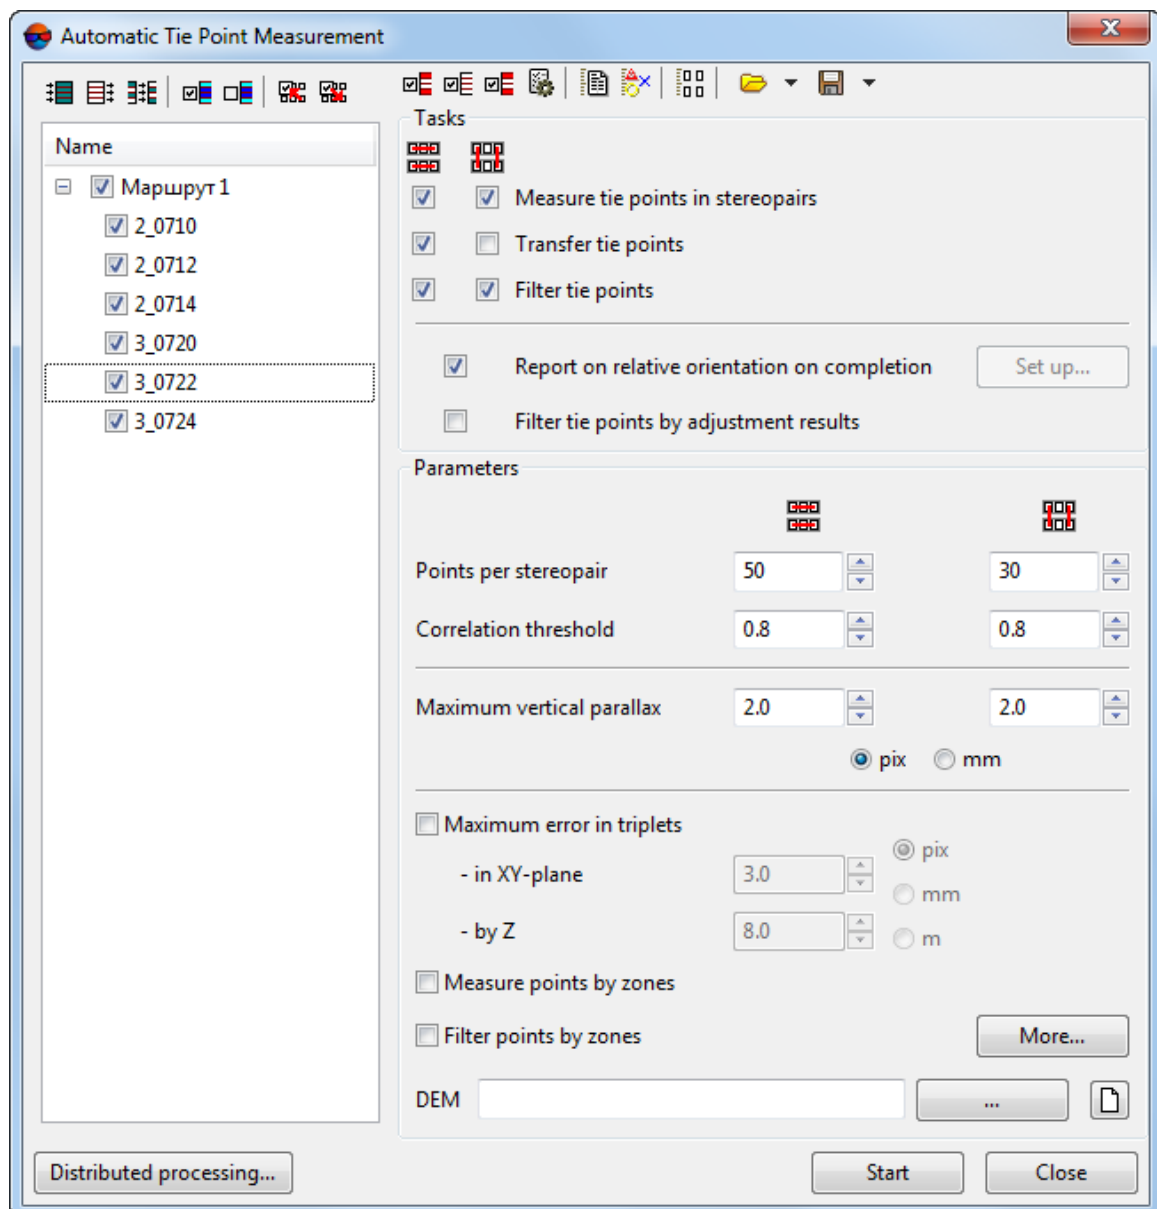 Automatic Tie Point Measurement
Name
Маршрут 1
2_0710
2_0712
2_0714
3_0720
3_0722
3_0724
Tasks
Measure tie points in stereopairs
Transfer tie points
Filter tie points
Report on relative orientation on completion Set up...
Filter tie points by adjustment results
Parameters
Points per stereopair 50 30
Correlation threshold 0.8 0.8
Maximum vertical parallax 2.0 2.0
pix mm
Maximum error in triplets
pix
- in XY-plane 3.0
mm
- by Z 8.0
m
Measure points by zones
Filter points by zones More...
DEM ...
Distributed processing... Start Close